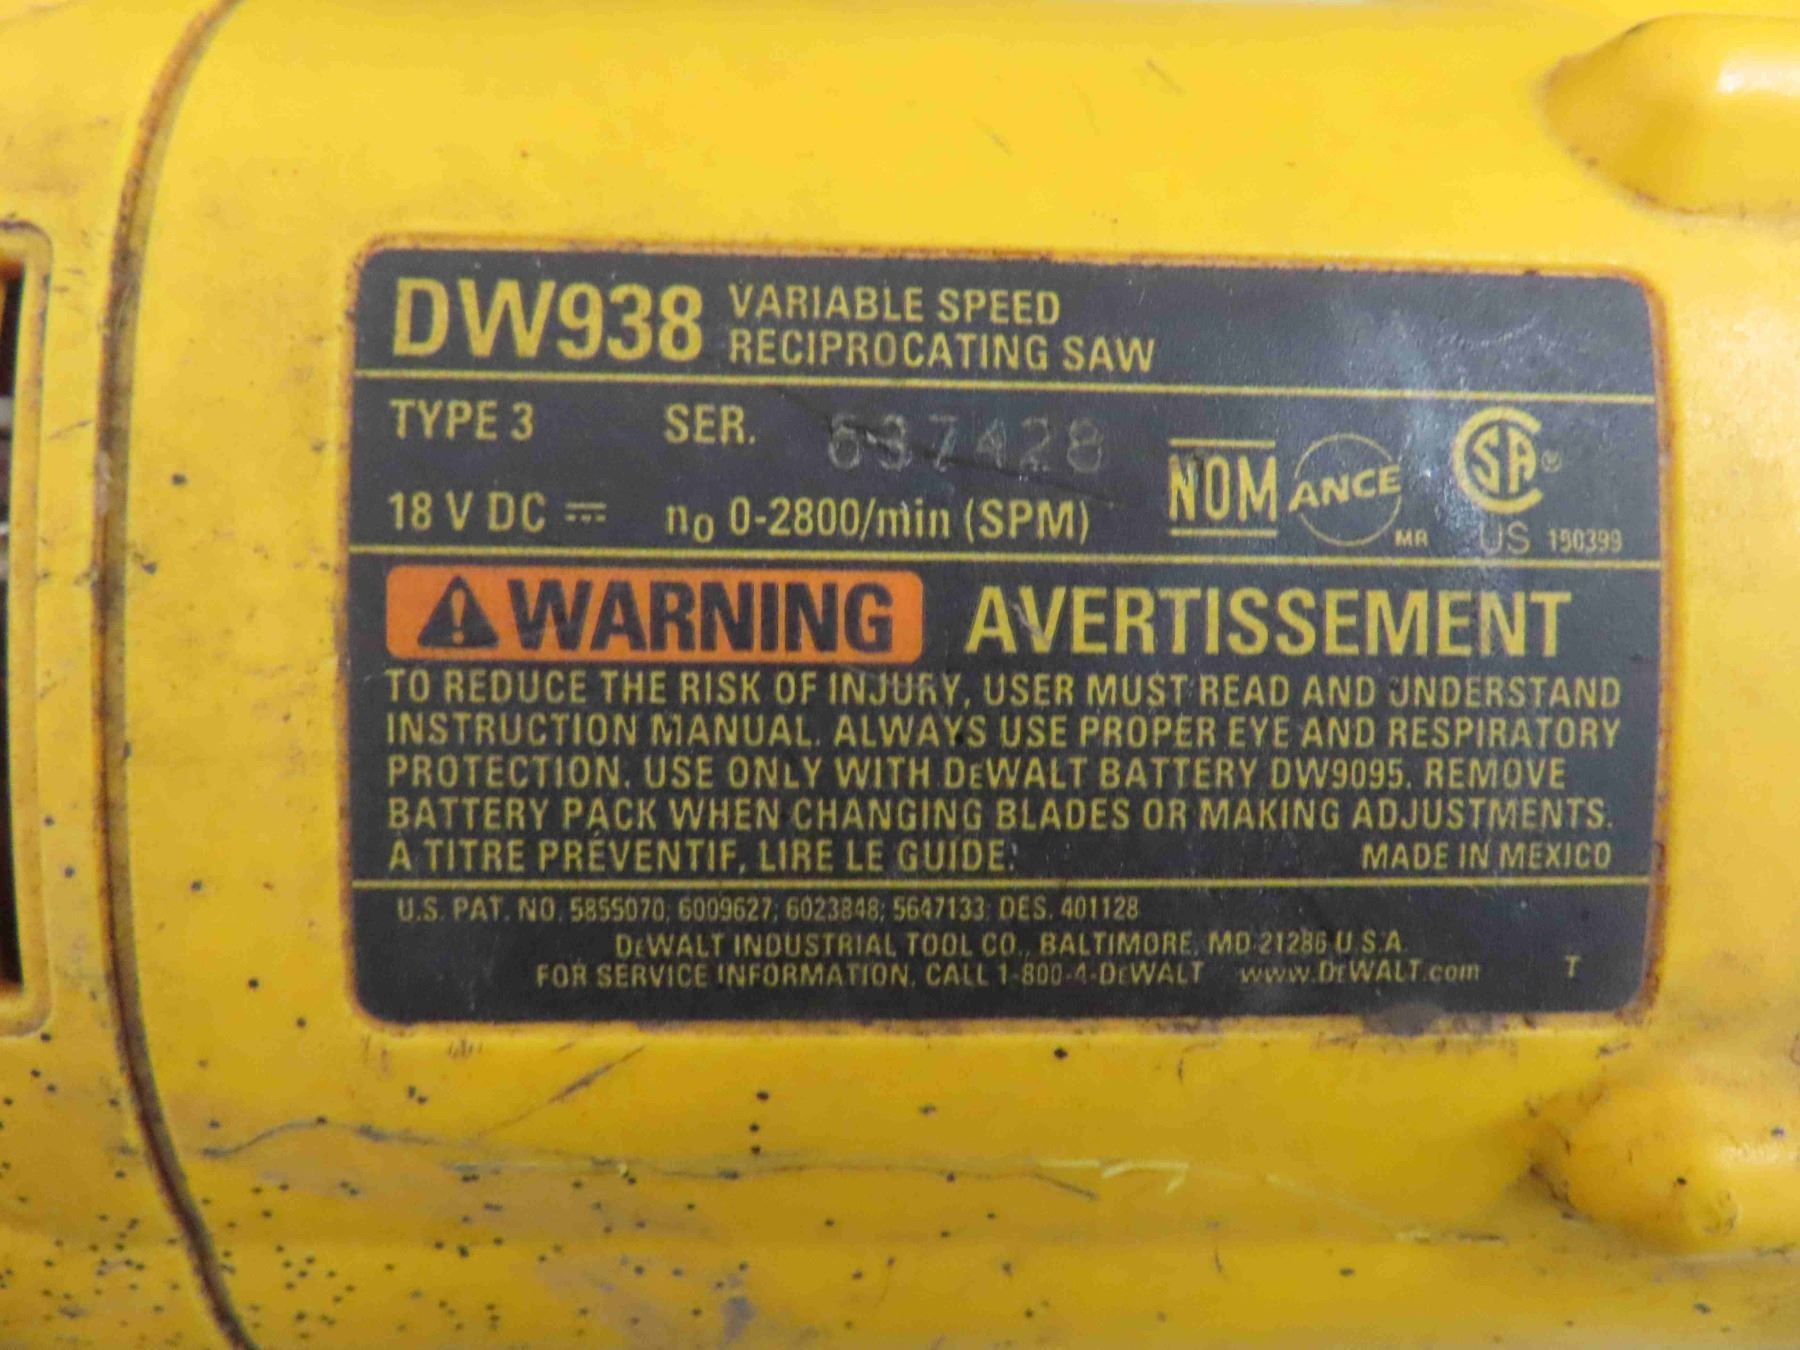 DW938 VARIABLE SPEED
RECIPROCATING SAW
TYPE 3 SER. 637428
18 V DC ⎓ n₀ 0-2800/min (SPM)
NOM ANCE MR
CSA ® US 150399
⚠ WARNING AVERTISSEMENT
TO REDUCE THE RISK OF INJURY, USER MUST READ AND UNDERSTAND
INSTRUCTION MANUAL. ALWAYS USE PROPER EYE AND RESPIRATORY
PROTECTION. USE ONLY WITH DEWALT BATTERY DW9095. REMOVE
BATTERY PACK WHEN CHANGING BLADES OR MAKING ADJUSTMENTS.
À TITRE PRÉVENTIF, LIRE LE GUIDE. MADE IN MEXICO
U.S. PAT. NO. 5855070; 6009627; 6023848; 5647133; DES. 401128
DEWALT INDUSTRIAL TOOL CO., BALTIMORE, MD 21286 U.S.A.
FOR SERVICE INFORMATION, CALL 1-800-4-DEWALT www.DEWALT.com T